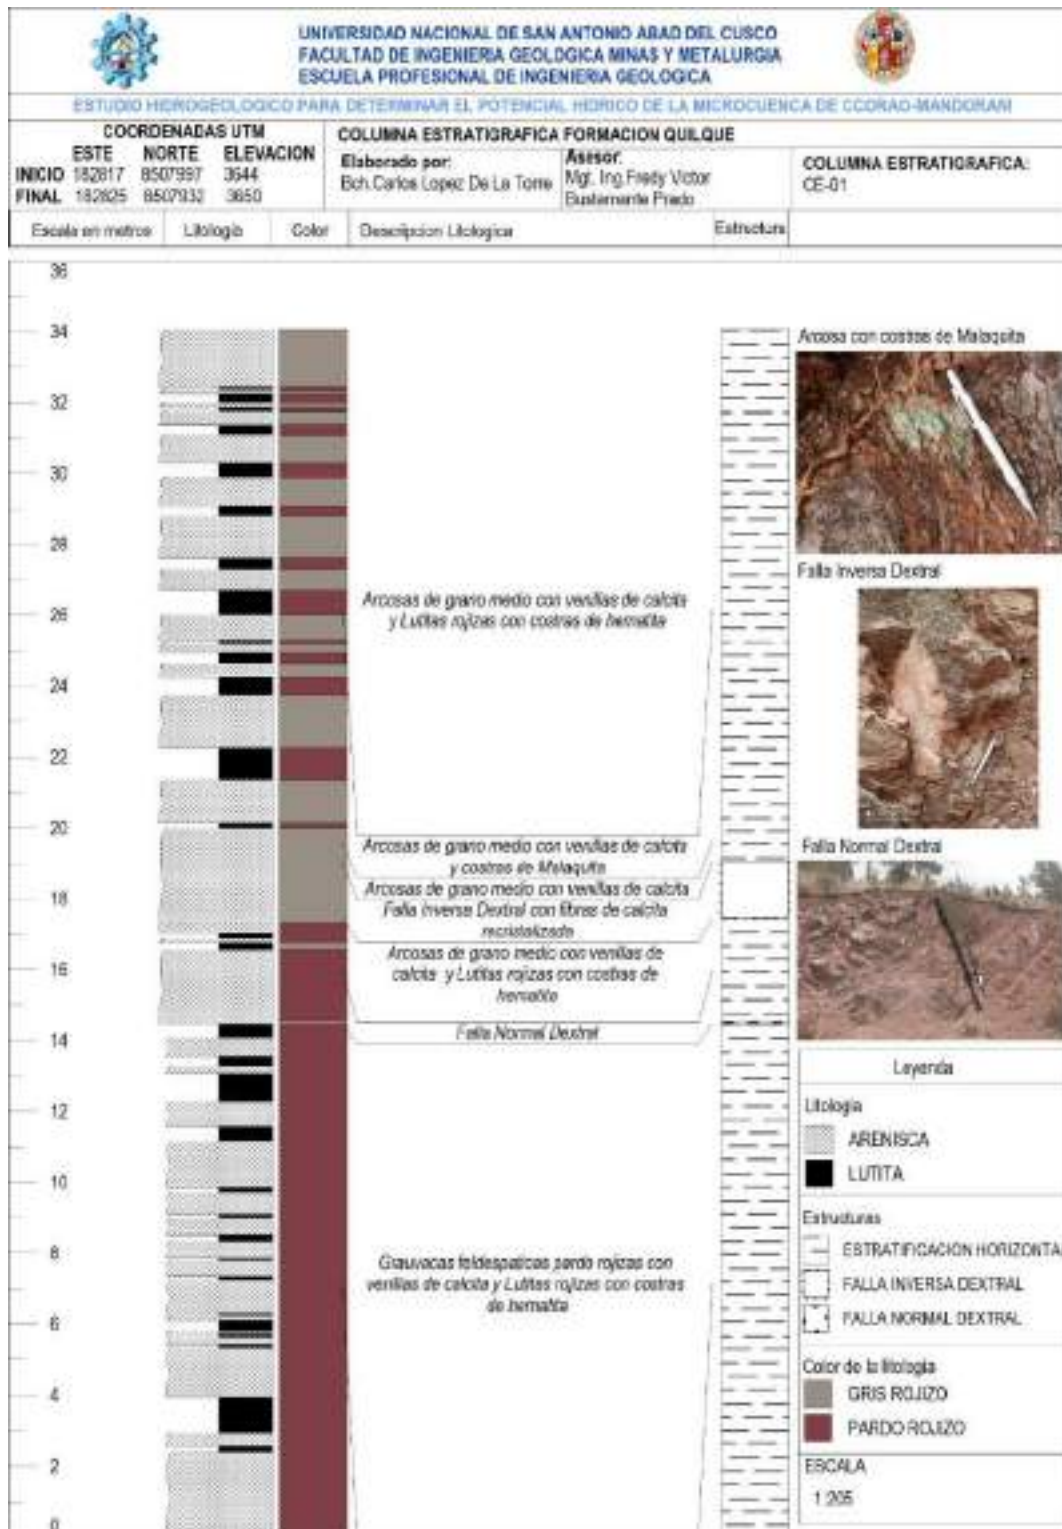 UNIVERSIDAD NACIONAL DE SAN ANTONIO ABAD DEL CUSCO
FACULTAD DE INGENIERIA GEOLOGICA MINAS Y METALURGIA
ESCUELA PROFESIONAL DE INGENIERIA GEOLOGICA
ESTUDIO HIDROGEOLOGICO PARA DETERMINAR EL POTENCIAL HIDRICO DE LA MICROCUENCA DE CCORAO-MANDORANI
COORDENADAS UTM
ESTE NORTE ELEVACION
INICIO 182817 8507997 3644
FINAL 182825 8507932 3650
COLUMNA ESTRATIGRAFICA FORMACION QUILQUE
Elaborado por:
Bch.Carlos Lopez De La Torre
Asesor:
Mgt. Ing.Fredy Victor
Bustamante Prado
COLUMNA ESTRATIGRAFICA:
CE-01
Escala en metros Litologia Color Descripcion Litologica Estructura
36
34
32
30
28
26
24
22
20
18
16
14
12
10
8
6
4
2
0
Arcosas de grano medio con venillas de calcita
y Lutitas rojizas con costras de hematita
Arcosas de grano medio con venillas de calcita
y costras de Malaquita
Arcosas de grano medio con venillas de calcita
Falla Inversa Dextral con fibras de calcita
recristalizada
Arcosas de grano medio con venillas de
calcita y Lutitas rojizas con costras de
hematita
Falla Normal Dextral
Grauvacas feldespaticas pardo rojizas con
venillas de calcita y Lutitas rojizas con costras
de hematita
Arcosa con costras de Malaquita
Falla Inversa Dextral
Falla Normal Dextral
Leyenda
Litologia
ARENISCA
LUTITA
Estructuras
ESTRATIFICACION HORIZONTA
FALLA INVERSA DEXTRAL
FALLA NORMAL DEXTRAL
Color de la litologia
GRIS ROJIZO
PARDO ROJIZO
ESCALA
1:205